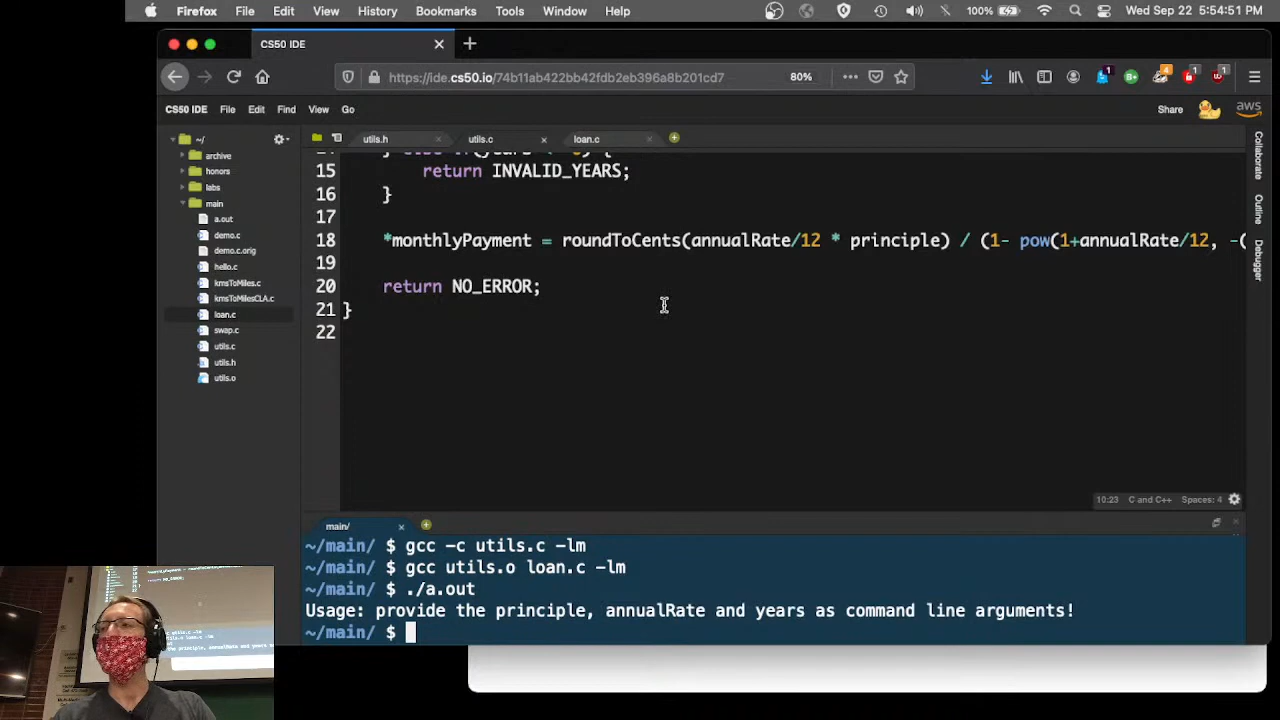 Firefox File Edit View History Bookmarks Tools Window Help 100% Wed Sep 22 5:54:51 PM
CS50 IDE
https://ide.cs50.io/74b11ab422bb42fdb2eb396a8b201cd7 80%
CS50 IDE File Edit Find View Go Share aws
~/ utils.h utils.c loan.c
archive
honors
labs
main
a.out
demo.c
demo.c.orig
hello.c
kmsToMiles.c
kmsToMilesCLA.c
loan.c
swap.c
utils.c
utils.h
utils.o
15 return INVALID_YEARS;
16 }
17
18 *monthlyPayment = roundToCents(annualRate/12 * principle) / (1- pow(1+annualRate/12, -(
19
20 return NO_ERROR;
21 }
22
Collaborate
Outline
Debugger
10:23 C and C++ Spaces: 4
main/
~/main/ $ gcc -c utils.c -lm
~/main/ $ gcc utils.o loan.c -lm
~/main/ $ ./a.out
Usage: provide the principle, annualRate and years as command line arguments!
~/main/ $